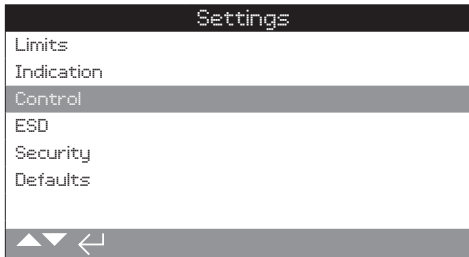 Settings
Limits
Indication
Control
ESD
Security
Defaults